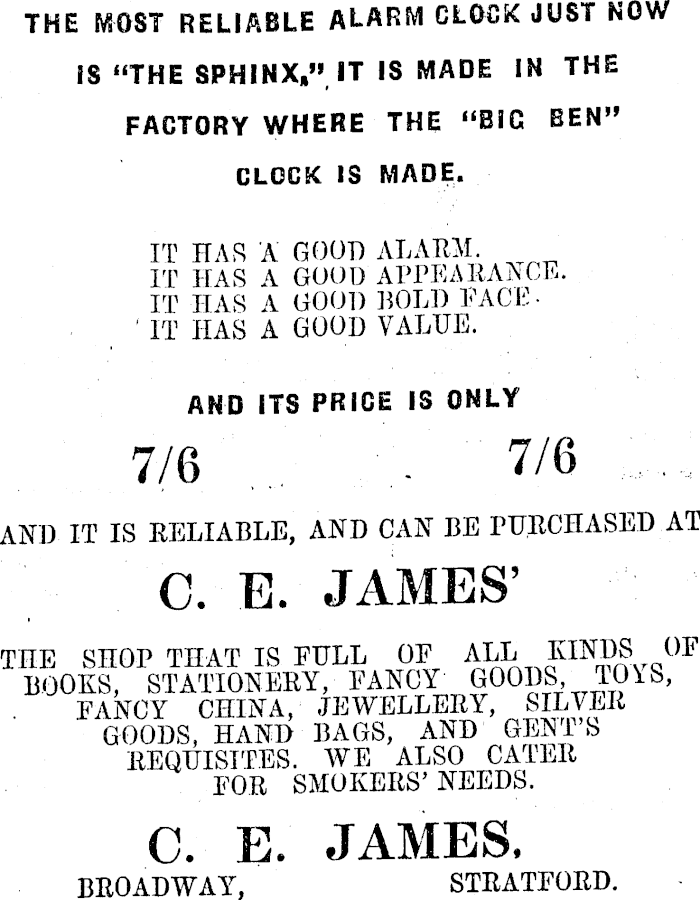 THE MOST RELIABLE ALARM CLOCK JUST NOW
IS "THE SPHINX," IT IS MADE IN THE
FACTORY WHERE THE "BIG BEN"
CLOCK IS MADE.
IT HAS A GOOD ALARM.
IT HAS A GOOD APPEARANCE.
IT HAS A GOOD BOLD FACE.
IT HAS A GOOD VALUE.
AND ITS PRICE IS ONLY
7/6 7/6
AND IT IS RELIABLE, AND CAN BE PURCHASED AT
C. E. JAMES'
THE SHOP THAT IS FULL OF ALL KINDS OF
BOOKS, STATIONERY, FANCY GOODS, TOYS,
FANCY CHINA, JEWELLERY, SILVER
GOODS, HAND BAGS, AND GENT'S
REQUISITES. WE ALSO CATER
FOR SMOKERS' NEEDS.
C. E. JAMES,
BROADWAY, STRATFORD.